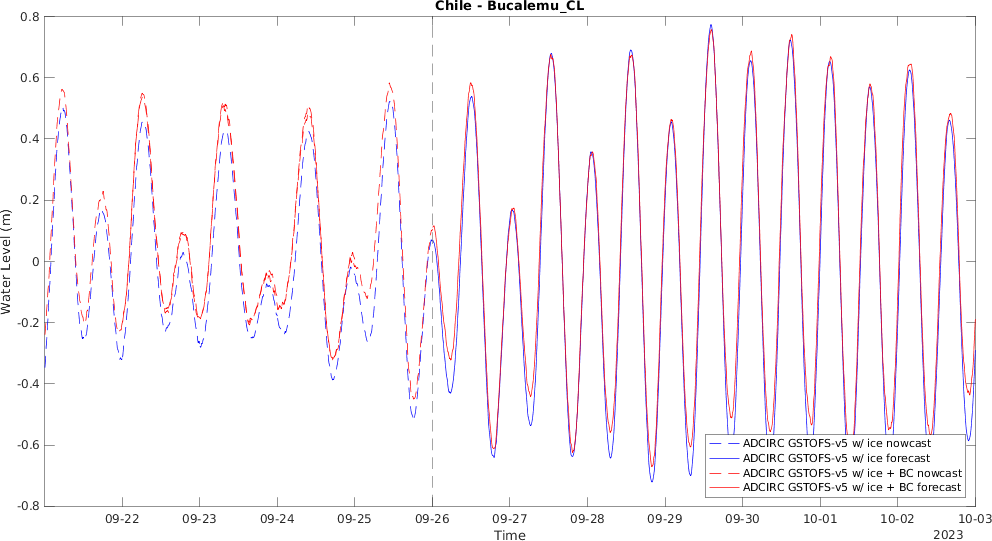 Chile - Bucalemu_CL
Water Level (m)
0.8
0.6
0.4
0.2
0
-0.2
-0.4
-0.6
-0.8
ADCIRC GSTOFS-v5 w/ ice nowcast
ADCIRC GSTOFS-v5 w/ ice forecast
ADCIRC GSTOFS-v5 w/ ice + BC nowcast
ADCIRC GSTOFS-v5 w/ ice + BC forecast
09-22 09-23 09-24 09-25 09-26 09-27 09-28 09-29 09-30 10-01 10-02 10-03
Time
2023